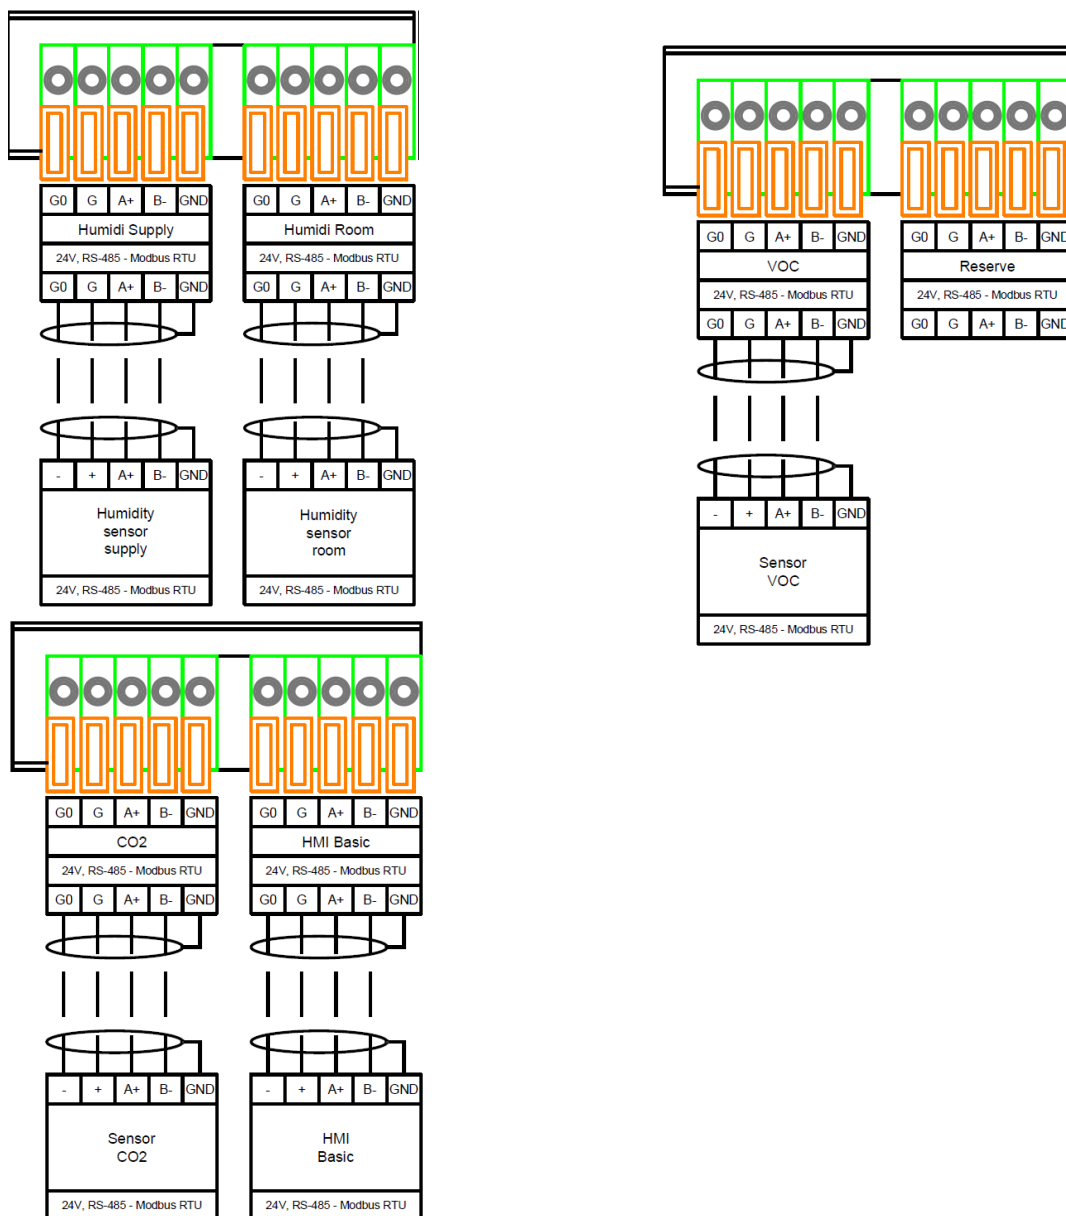 G0 G A+ B- GND
Humidi Supply
24V, RS-485 - Modbus RTU
G0 G A+ B- GND
- + A+ B- GND
Humidity
sensor
supply
24V, RS-485 - Modbus RTU
G0 G A+ B- GND
Humidi Room
24V, RS-485 - Modbus RTU
G0 G A+ B- GND
- + A+ B- GND
Humidity
sensor
room
24V, RS-485 - Modbus RTU
G0 G A+ B- GND
VOC
24V, RS-485 - Modbus RTU
G0 G A+ B- GND
- + A+ B- GND
Sensor
VOC
24V, RS-485 - Modbus RTU
G0 G A+ B- GND
Reserve
24V, RS-485 - Modbus RTU
G0 G A+ B- GND
G0 G A+ B- GND
CO2
24V, RS-485 - Modbus RTU
G0 G A+ B- GND
- + A+ B- GND
Sensor
CO2
24V, RS-485 - Modbus RTU
G0 G A+ B- GND
HMI Basic
24V, RS-485 - Modbus RTU
G0 G A+ B- GND
- + A+ B- GND
HMI
Basic
24V, RS-485 - Modbus RTU